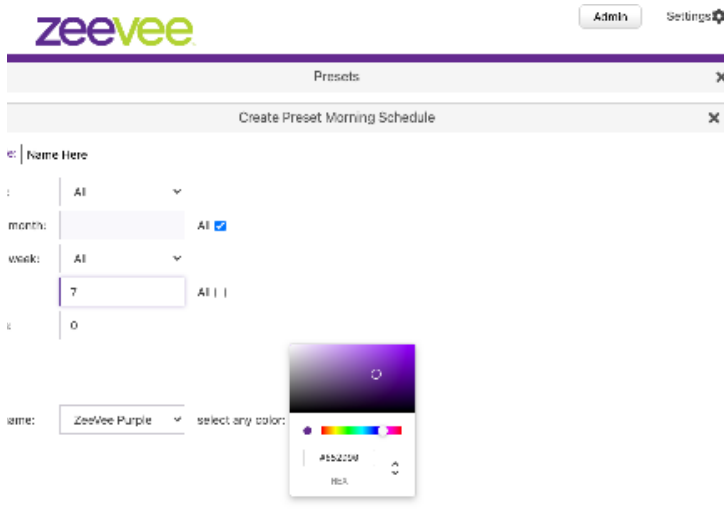 zeevee
Admin Settings
Presets
Create Preset Morning Schedule
Name Here
All
month: All
week: All
7 All
0
name: ZeeVee Purple select any color:
HEX